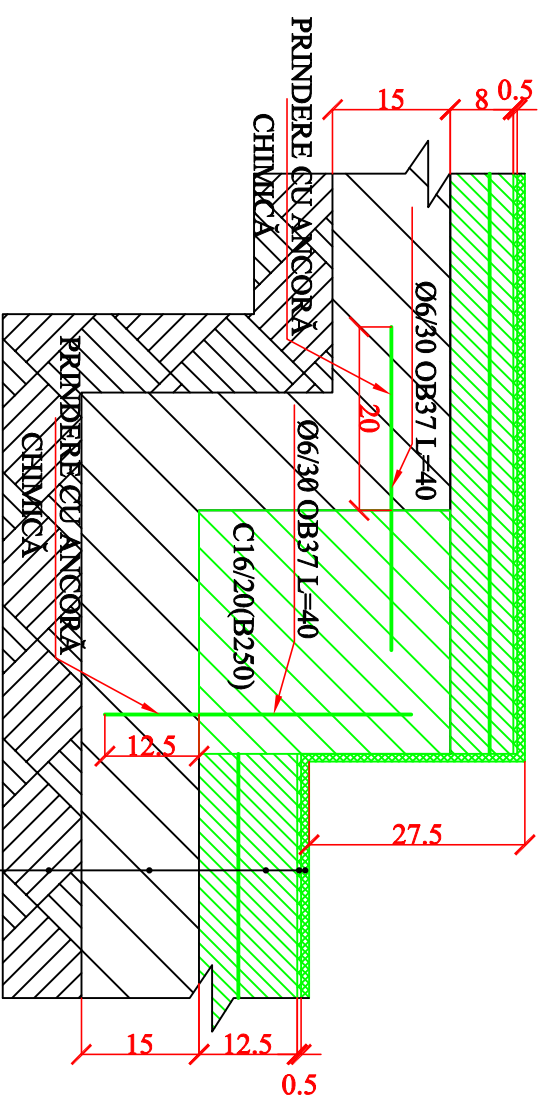 PRINDERE CU ANCORĂ
CHIMICĂ
15
8
0.5
Ø6/30 OB37 L=40
20
Ø6/30 OB37 L=40
C16/20(B250)
PRINDERE CU ANCORĂ
CHIMICĂ
12.5
27.5
15
12.5
0.5